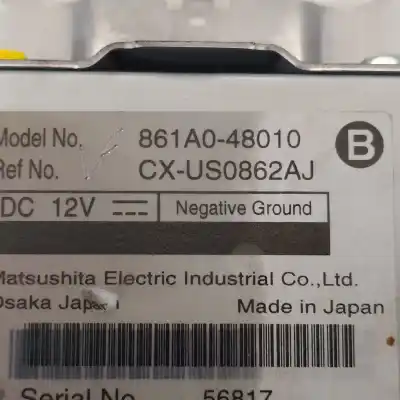 Model No. 861A0-48010
Ref No. CX-US0862AJ
B
DC 12V Negative Ground
Matsushita Electric Industrial Co.,Ltd.
Osaka Japan Made in Japan
Serial No. 56817